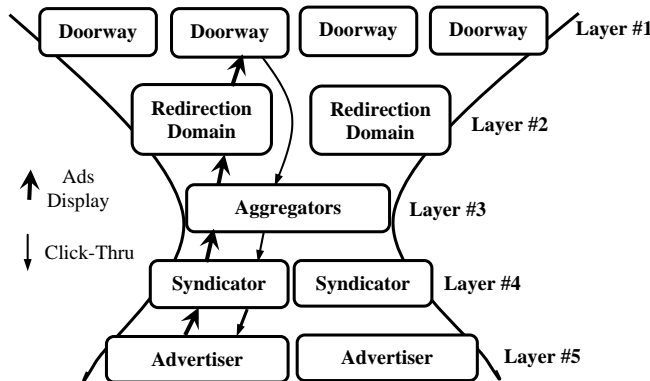 Doorway Doorway Doorway Doorway Layer #1
Redirection Redirection
Domain Domain Layer #2
Ads
Display
Aggregators Layer #3
Click-Thru
Syndicator Syndicator Layer #4
Advertiser Advertiser Layer #5